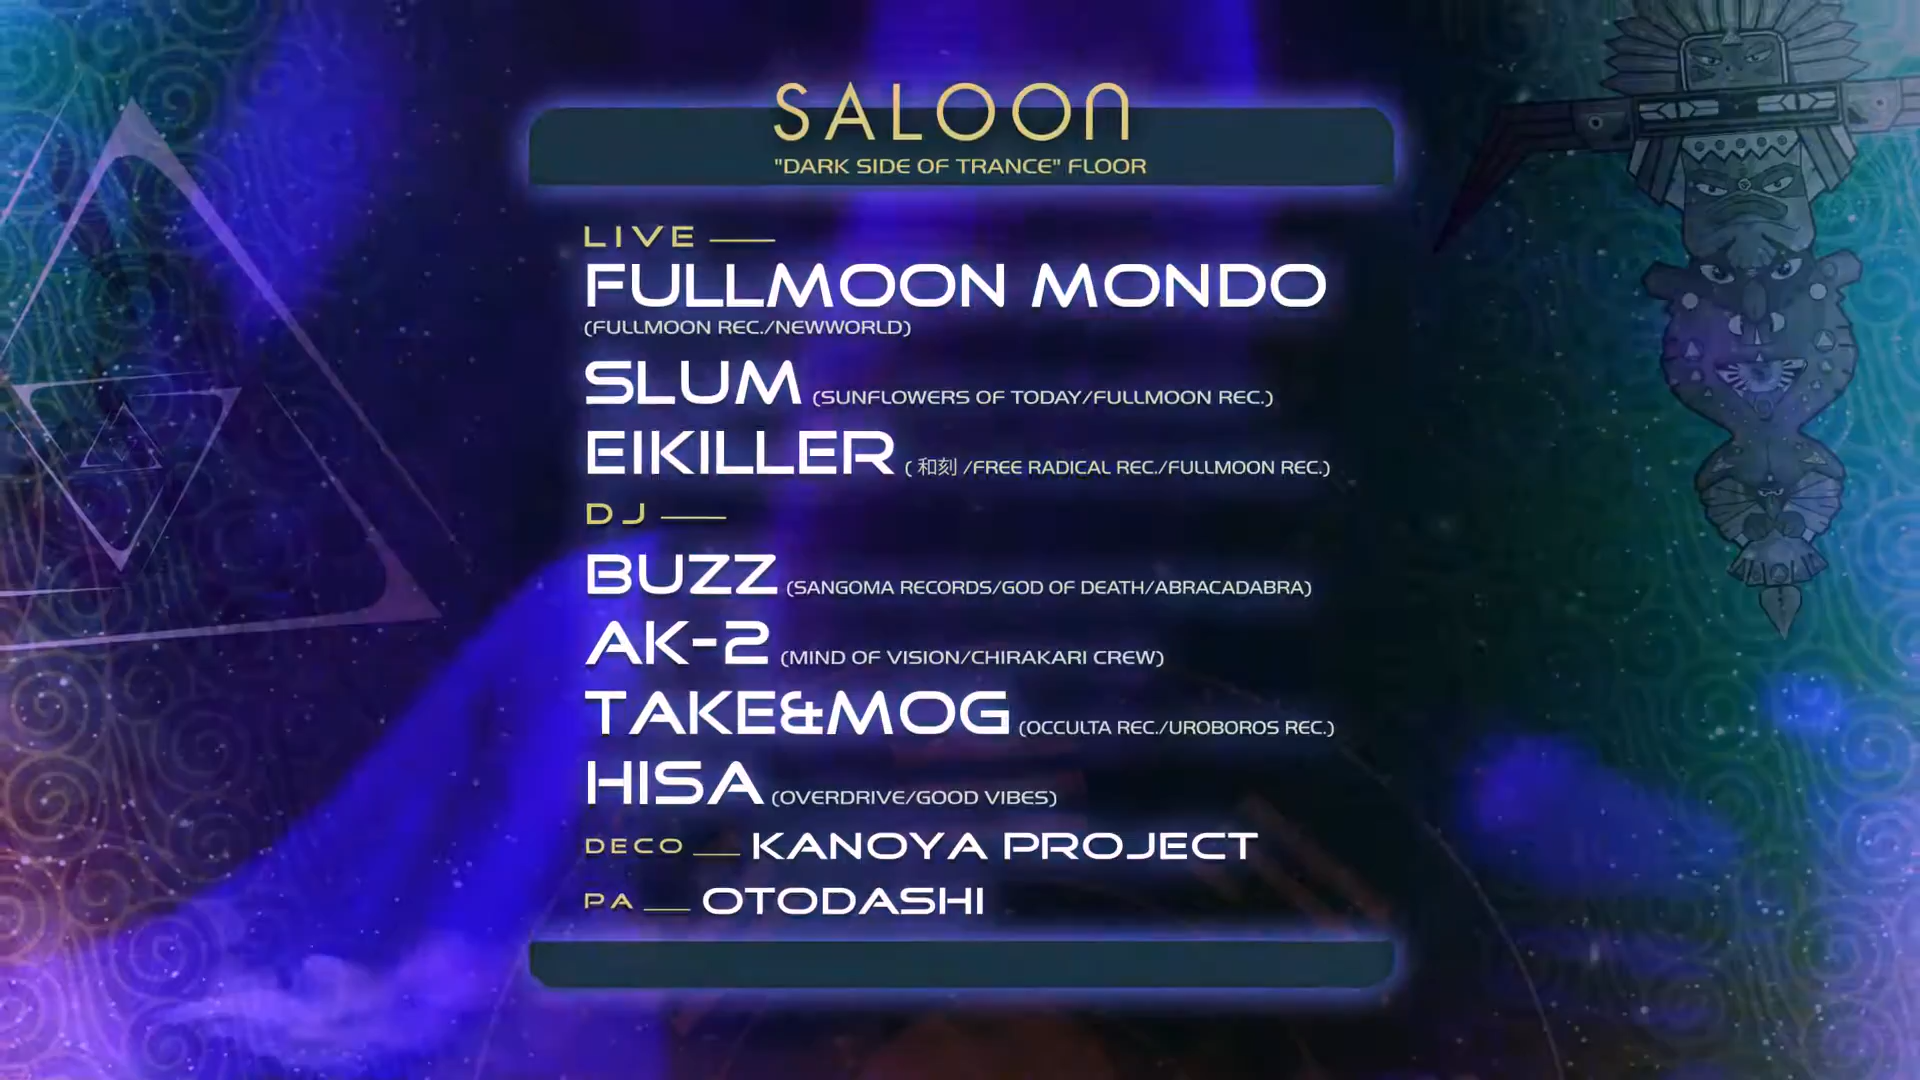 SALOON
"DARK SIDE OF TRANCE" FLOOR
LIVE
FULLMOON MONDO
(FULLMOON REC./NEWWORLD)
SLUM (SUNFLOWERS OF TODAY/FULLMOON REC.)
EIKILLER ( 和刻 /FREE RADICAL REC./FULLMOON REC.)
DJ
BUZZ (SANGOMA RECORDS/GOD OF DEATH/ABRACADABRA)
AK-2 (MIND OF VISION/CHIRAKARI CREW)
TAKE&MOG (OCCULTA REC./UROBOROS REC.)
HISA (OVERDRIVE/GOOD VIBES)
DECO __ KANOYA PROJECT
PA __ OTODASHI